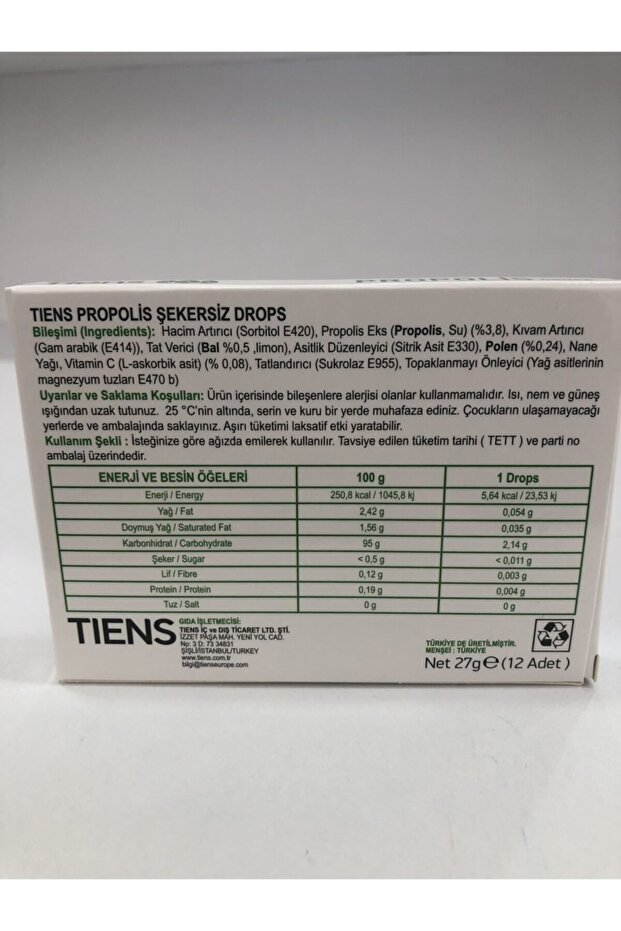 TIENS PROPOLİS ŞEKERSİZ DROPS
Bileşimi (Ingredients): Hacim Artırıcı (Sorbitol E420), Propolis Eks (Propolis, Su) (%3,8), Kıvam Artırıcı
(Gam arabik (E414)), Tat Verici (Bal %0,5 ,limon), Asitlik Düzenleyici (Sitrik Asit E330), Polen (%0,24), Nane
Yağı, Vitamin C (L-askorbik asit) (% 0,08), Tatlandırıcı (Sukrolaz E955), Topaklanmayı Önleyici (Yağ asitlerinin
magnezyum tuzları E470 b)
Uyarılar ve Saklama Koşulları: Ürün içerisinde bileşenlere alerjisi olanlar kullanmamalıdır. Isı, nem ve güneş
ışığından uzak tutunuz. 25 °C'nin altında, serin ve kuru bir yerde muhafaza ediniz. Çocukların ulaşamayacağı
yerlerde ve ambalajında saklayınız. Aşırı tüketimi laksatif etki yaratabilir.
Kullanım Şekli : İsteğinize göre ağızda emilerek kullanılır. Tavsiye edilen tüketim tarihi ( TETT ) ve parti no
ambalaj üzerindedir.
ENERJİ VE BESİN ÖĞELERİ 100 g 1 Drops
Enerji / Energy 250,8 kcal / 1045,8 kj 5,64 kcal / 23,53 kj
Yağ / Fat 2,42 g 0,054 g
Doymuş Yağ / Saturated Fat 1,56 g 0,035 g
Karbonhidrat / Carbohydrate 95 g 2,14 g
Şeker / Sugar < 0,5 g < 0,011 g
Lif / Fibre 0,12 g 0,003 g
Protein / Protein 0,19 g 0,004 g
Tuz / Salt 0 g 0 g
TIENS
GIDA İŞLETMECİSİ:
TIENS İÇ ve DIŞ TİCARET LTD. ŞTİ.
İZZET PAŞA MAH. YENİ YOL CAD.
No: 3 D: 73 34831
ŞİŞLİ/İSTANBUL/TURKEY
www.tiens.com.tr
bilgi@tienseurope.com
TÜRKİYE DE ÜRETİLMİŞTİR.
MENŞEİ : TÜRKİYE
Net 27g e (12 Adet )